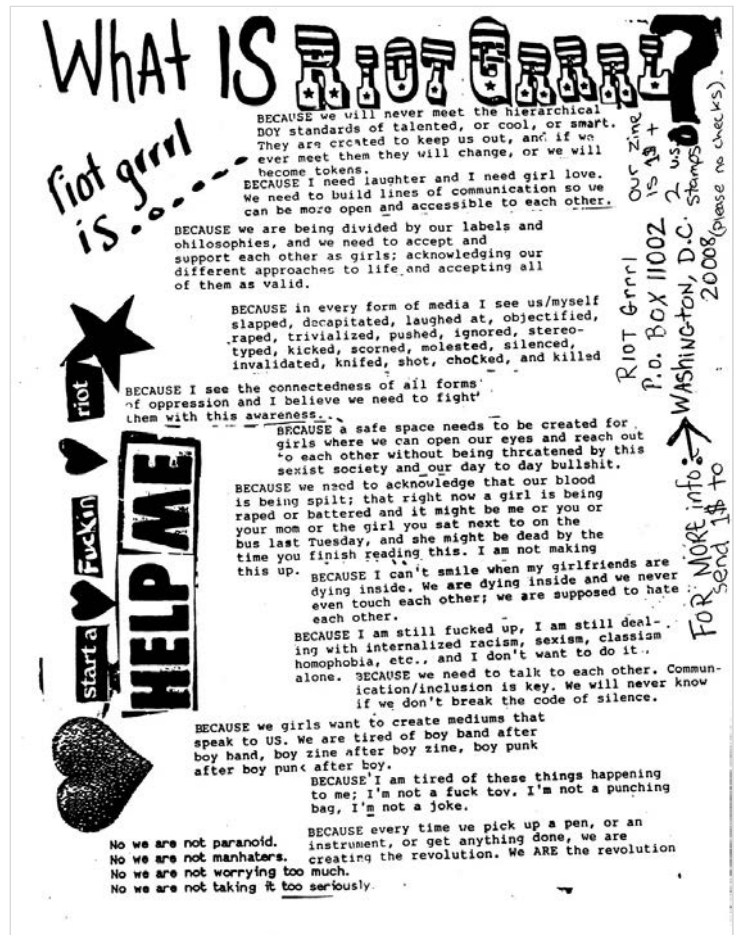 WHAT IS RIOT GRRRL?
riot grrrl
is.......
BECAUSE we will never meet the hierarchical
BOY standards of talented, or cool, or smart.
They are created to keep us out, and if we
ever meet them they will change, or we will
become tokens.
BECAUSE I need laughter and I need girl love.
We need to build lines of communication so we
can be more open and accessible to each other.
BECAUSE we are being divided by our labels and
philosophies, and we need to accept and
support each other as girls; acknowledging our
different approaches to life and accepting all
of them as valid.
BECAUSE in every form of media I see us/myself
slapped, decapitated, laughed at, objectified,
raped, trivialized, pushed, ignored, stereo-
typed, kicked, scorned, molested, silenced,
invalidated, knifed, shot, chocked, and killed
BECAUSE I see the connectedness of all forms
of oppression and I believe we need to fight
them with this awareness...
BECAUSE a safe space needs to be created for
girls where we can open our eyes and reach out
to each other without being threatened by this
sexist society and our day to day bullshit.
BECAUSE we need to acknowledge that our blood
is being spilt; that right now a girl is being
raped or battered and it might be me or you or
your mom or the girl you sat next to on the
bus last Tuesday, and she might be dead by the
time you finish reading this. I am not making
this up.
BECAUSE I can't smile when my girlfriends are
dying inside. We are dying inside and we never
even touch each other; we are supposed to hate
each other.
BECAUSE I am still fucked up, I am still deal-
ing with internalized racism, sexism, classism
homophobia, etc., and I don't want to do it
alone.
BECAUSE we need to talk to each other. Commun-
ication/inclusion is key. We will never know
if we don't break the code of silence.
BECAUSE we girls want to create mediums that
speak to US. We are tired of boy band after
boy band, boy zine after boy zine, boy punk
after boy punk after boy.
BECAUSE I am tired of these things happening
to me; I'm not a fuck toy. I'm not a punching
bag, I'm not a joke.
BECAUSE every time we pick up a pen, or an
instrument, or get anything done, we are
creating the revolution. We ARE the revolution
No we are not paranoid.
No we are not manhaters.
No we are not worrying too much.
No we are not taking it too seriously.
start a
Fuckin
riot
HELP ME
FOR MORE info:
send 1$ to
RIOT Grrrl
P.O. BOX 11002
WASHINGTON, D.C.
20008
our zine
is 1$ +
2 u.s.
stamps
(please no checks).